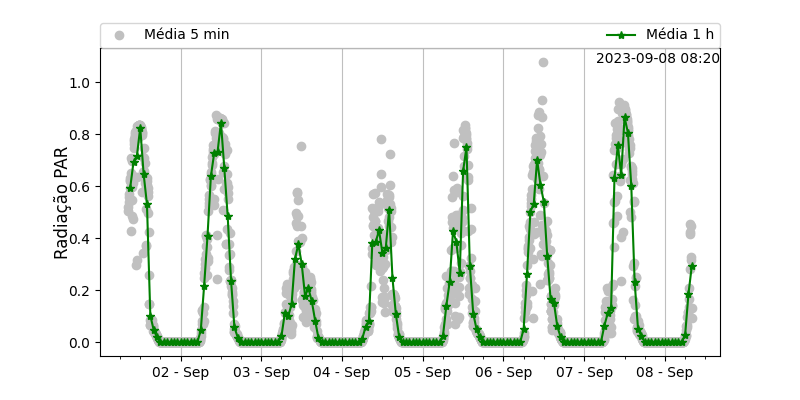 Média 5 min
Média 1 h
2023-09-08 08:20
Radiação PAR
1.0
0.8
0.6
0.4
0.2
0.0
02 - Sep
03 - Sep
04 - Sep
05 - Sep
06 - Sep
07 - Sep
08 - Sep